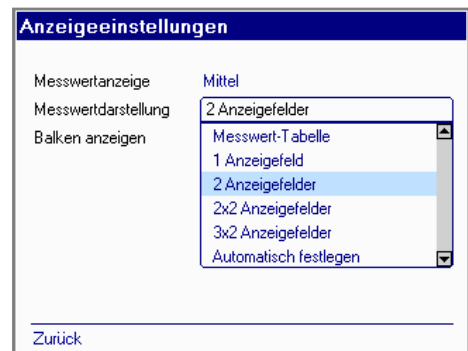 Anzeigeeinstellungen
Messwertanzeige Mittel
Messwertdarstellung 2 Anzeigefelder
Balken anzeigen
Messwert-Tabelle
1 Anzeigefeld
2 Anzeigefelder
2x2 Anzeigefelder
3x2 Anzeigefelder
Automatisch festlegen
Zurück